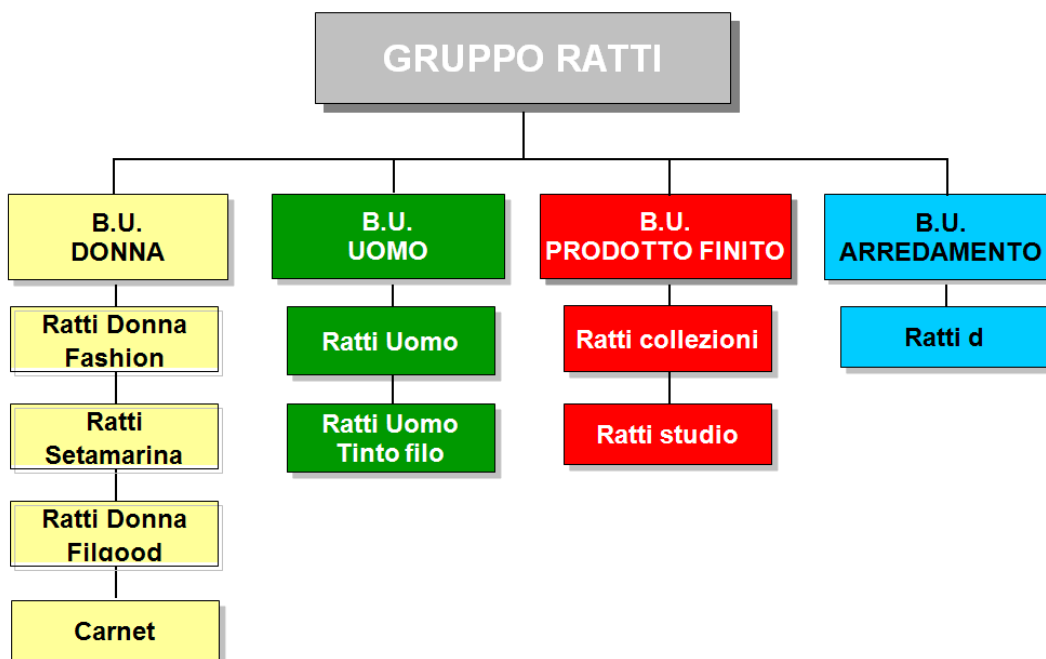 GRUPPO RATTI
B.U.
DONNA
B.U.
UOMO
B.U.
PRODOTTO FINITO
B.U.
ARREDAMENTO
Ratti Donna
Fashion
Ratti Uomo
Ratti collezioni
Ratti d
Ratti
Setamarina
Ratti Uomo
Tinto filo
Ratti studio
Ratti Donna
Filgood
Carnet